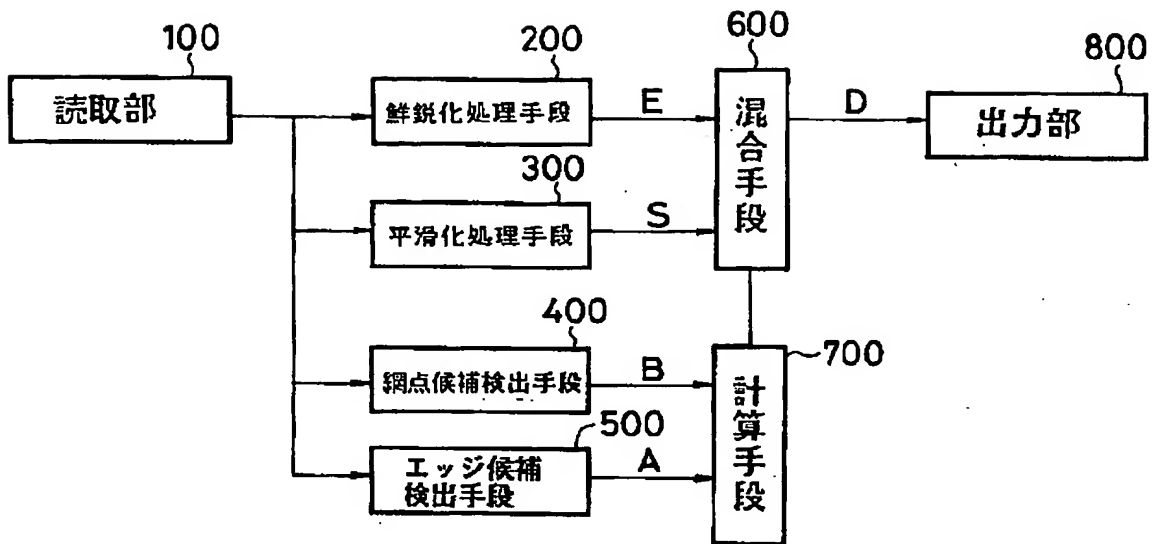 100
読取部
200
鮮鋭化処理手段
E
600
混合手段
D
800
出力部
300
平滑化処理手段
S
400
網点候補検出手段
B
700
計算手段
500
エッジ候補
検出手段
A